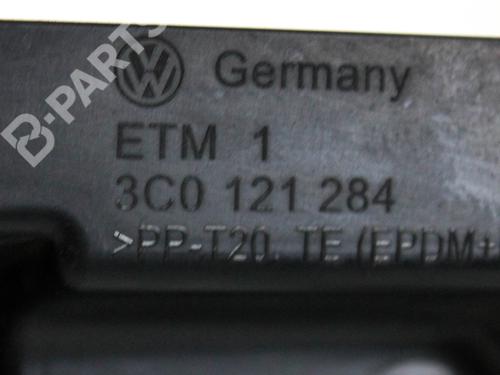 B-PARTS
Germany
ETM 1
3C0 121 284
>PP-T20. TE (EPDM+